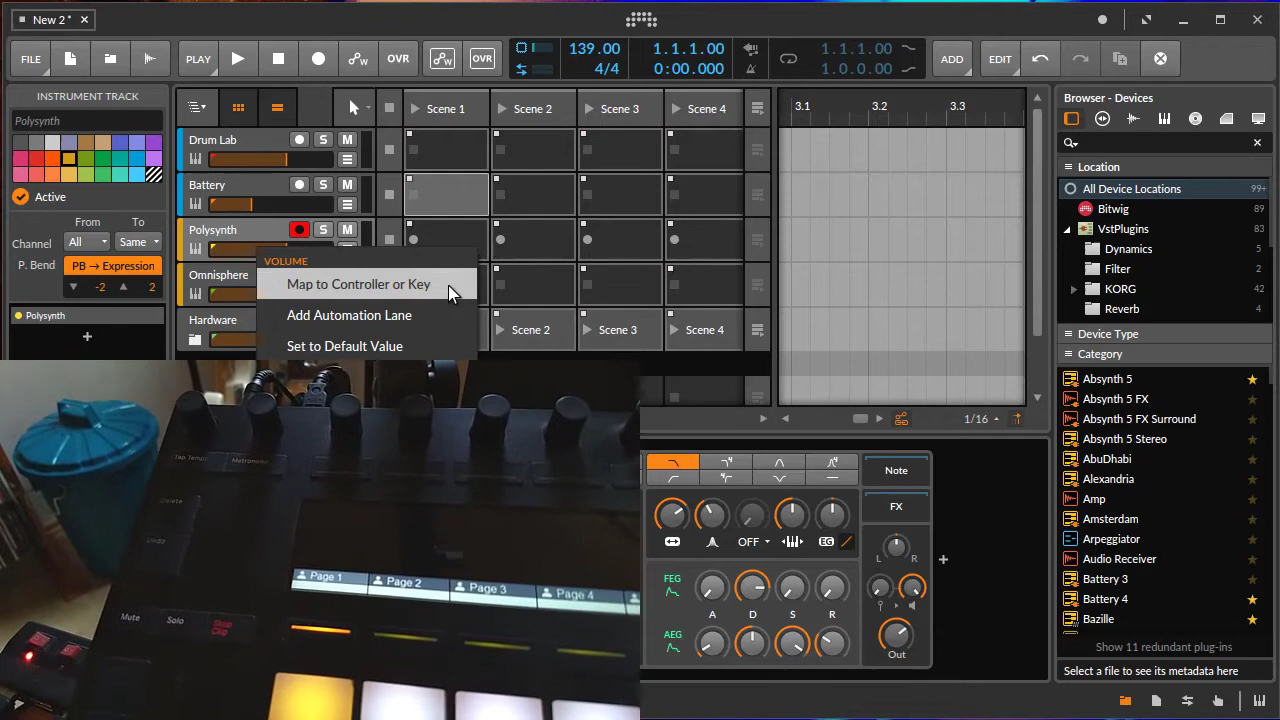 New 2 *
FILE
PLAY
OVR
OVR
139.00
4/4
1.1.1.00
0:00.000
1.1.1.00
1.0.0.00
ADD
EDIT
INSTRUMENT TRACK
Polysynth
Active
From
To
Channel
All
Same
P. Bend
PB → Expression
-2
2
Polysynth
Scene 1
Scene 2
Scene 3
Scene 4
Drum Lab
S
M
Battery
S
M
Polysynth
S
M
Omnisphere
Hardware
Scene 2
Scene 3
Scene 4
VOLUME
Map to Controller or Key
Add Automation Lane
Set to Default Value
3.1
3.2
3.3
1/16
Browser - Devices
Location
All Device Locations
99+
Bitwig
89
VstPlugins
83
Dynamics
5
Filter
2
KORG
3
Reverb
4
Device Type
Category
Absynth 5
Absynth 5 FX
Absynth 5 FX Surround
Absynth 5 Stereo
AbuDhabi
Alexandria
Amp
Amsterdam
Arpeggiator
Audio Receiver
Battery 3
Battery 4
Bazille
Show 11 redundant plug-ins
Select a file to see its metadata here
Note
FX
OFF
EG
L
R
FEG
A
D
S
R
AEG
Out
Tap Tempo
Metronome
Delete
Undo
Page 1
Page 2
Page 3
Page 4
Mute
Solo
Stop
Clip